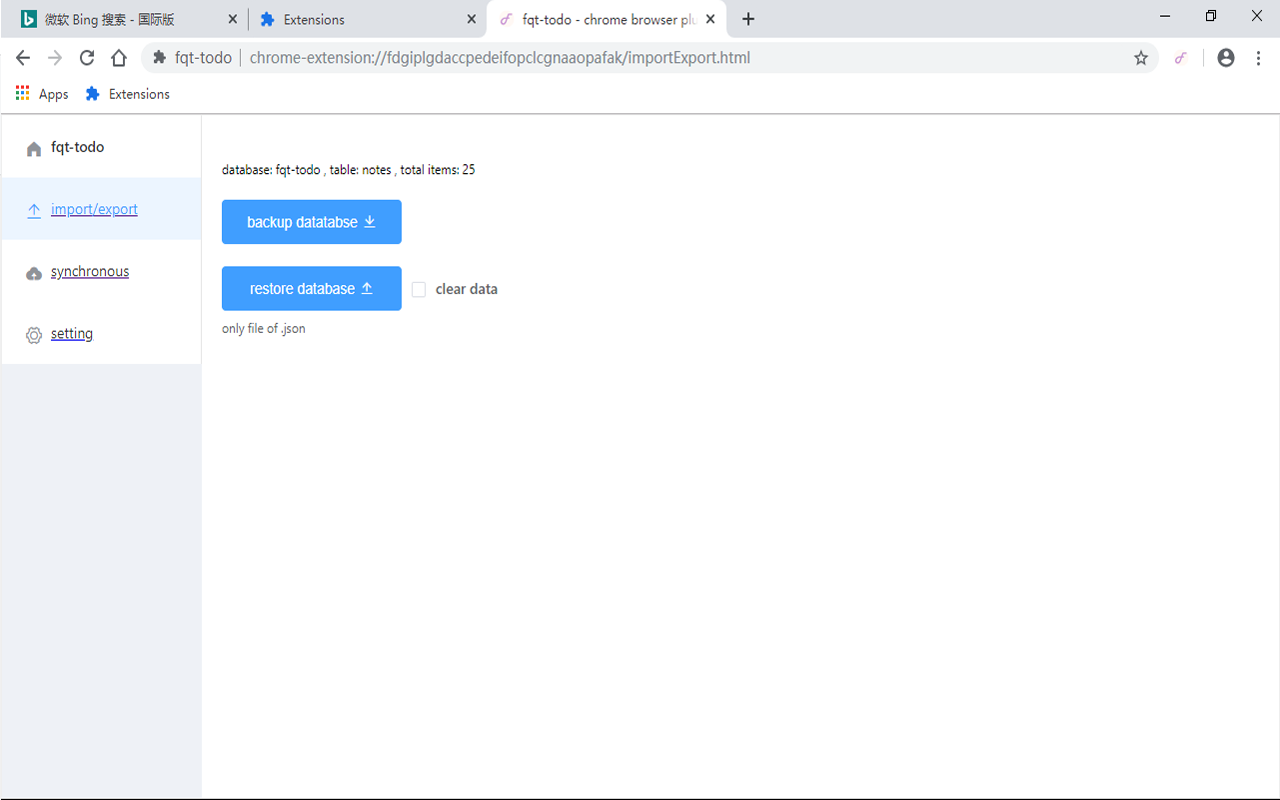 微软 Bing 搜索 - 国际版
Extensions
fqt-todo - chrome browser plu
fqt-todo | chrome-extension://fdgiplgdaccpedeifopclcgnaaopafak/importExport.html
Apps
Extensions
fqt-todo
import/export
synchronous
setting
database: fqt-todo , table: notes , total items: 25
backup datatabse
restore database
clear data
only file of .json